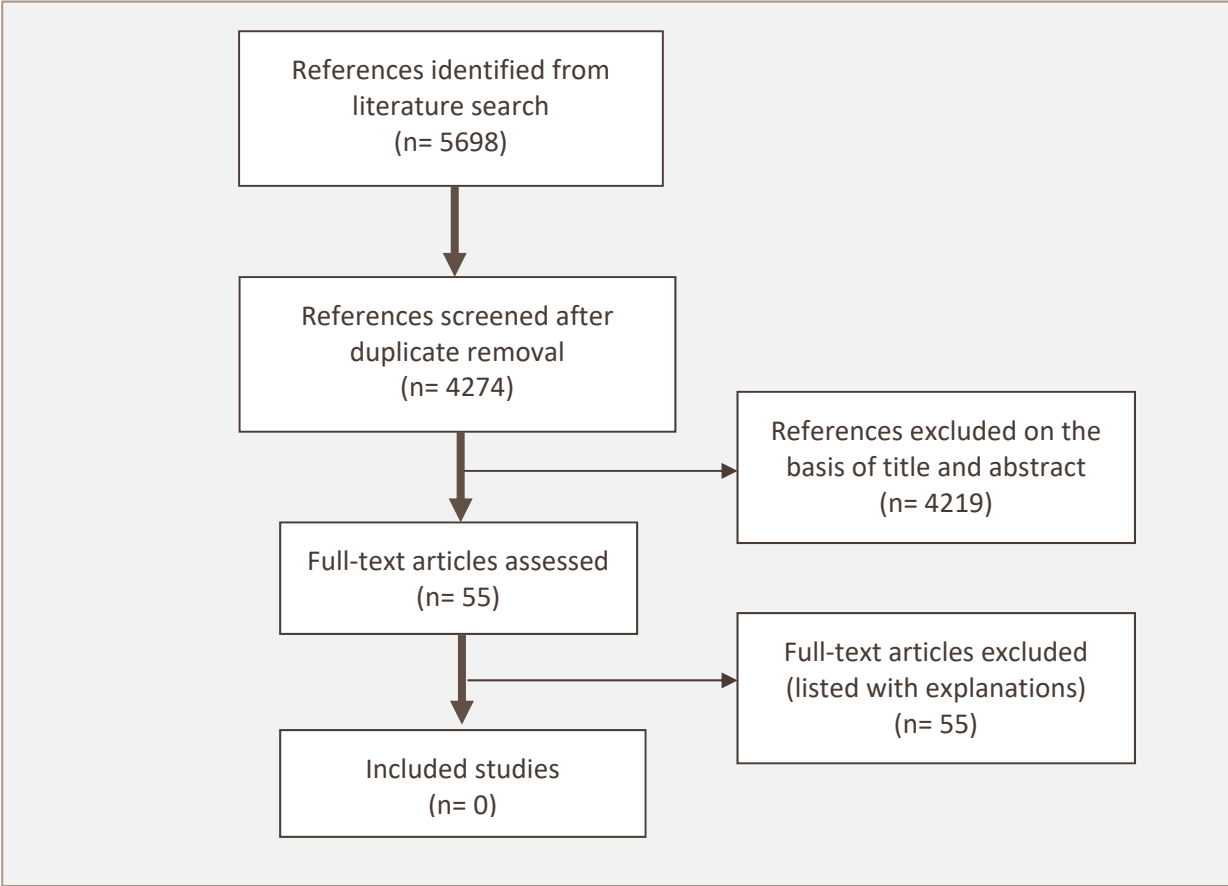 References identified from
literature search
(n= 5698)
References screened after
duplicate removal
(n= 4274)
References excluded on the
basis of title and abstract
(n= 4219)
Full-text articles assessed
(n= 55)
Full-text articles excluded
(listed with explanations)
(n= 55)
Included studies
(n= 0)